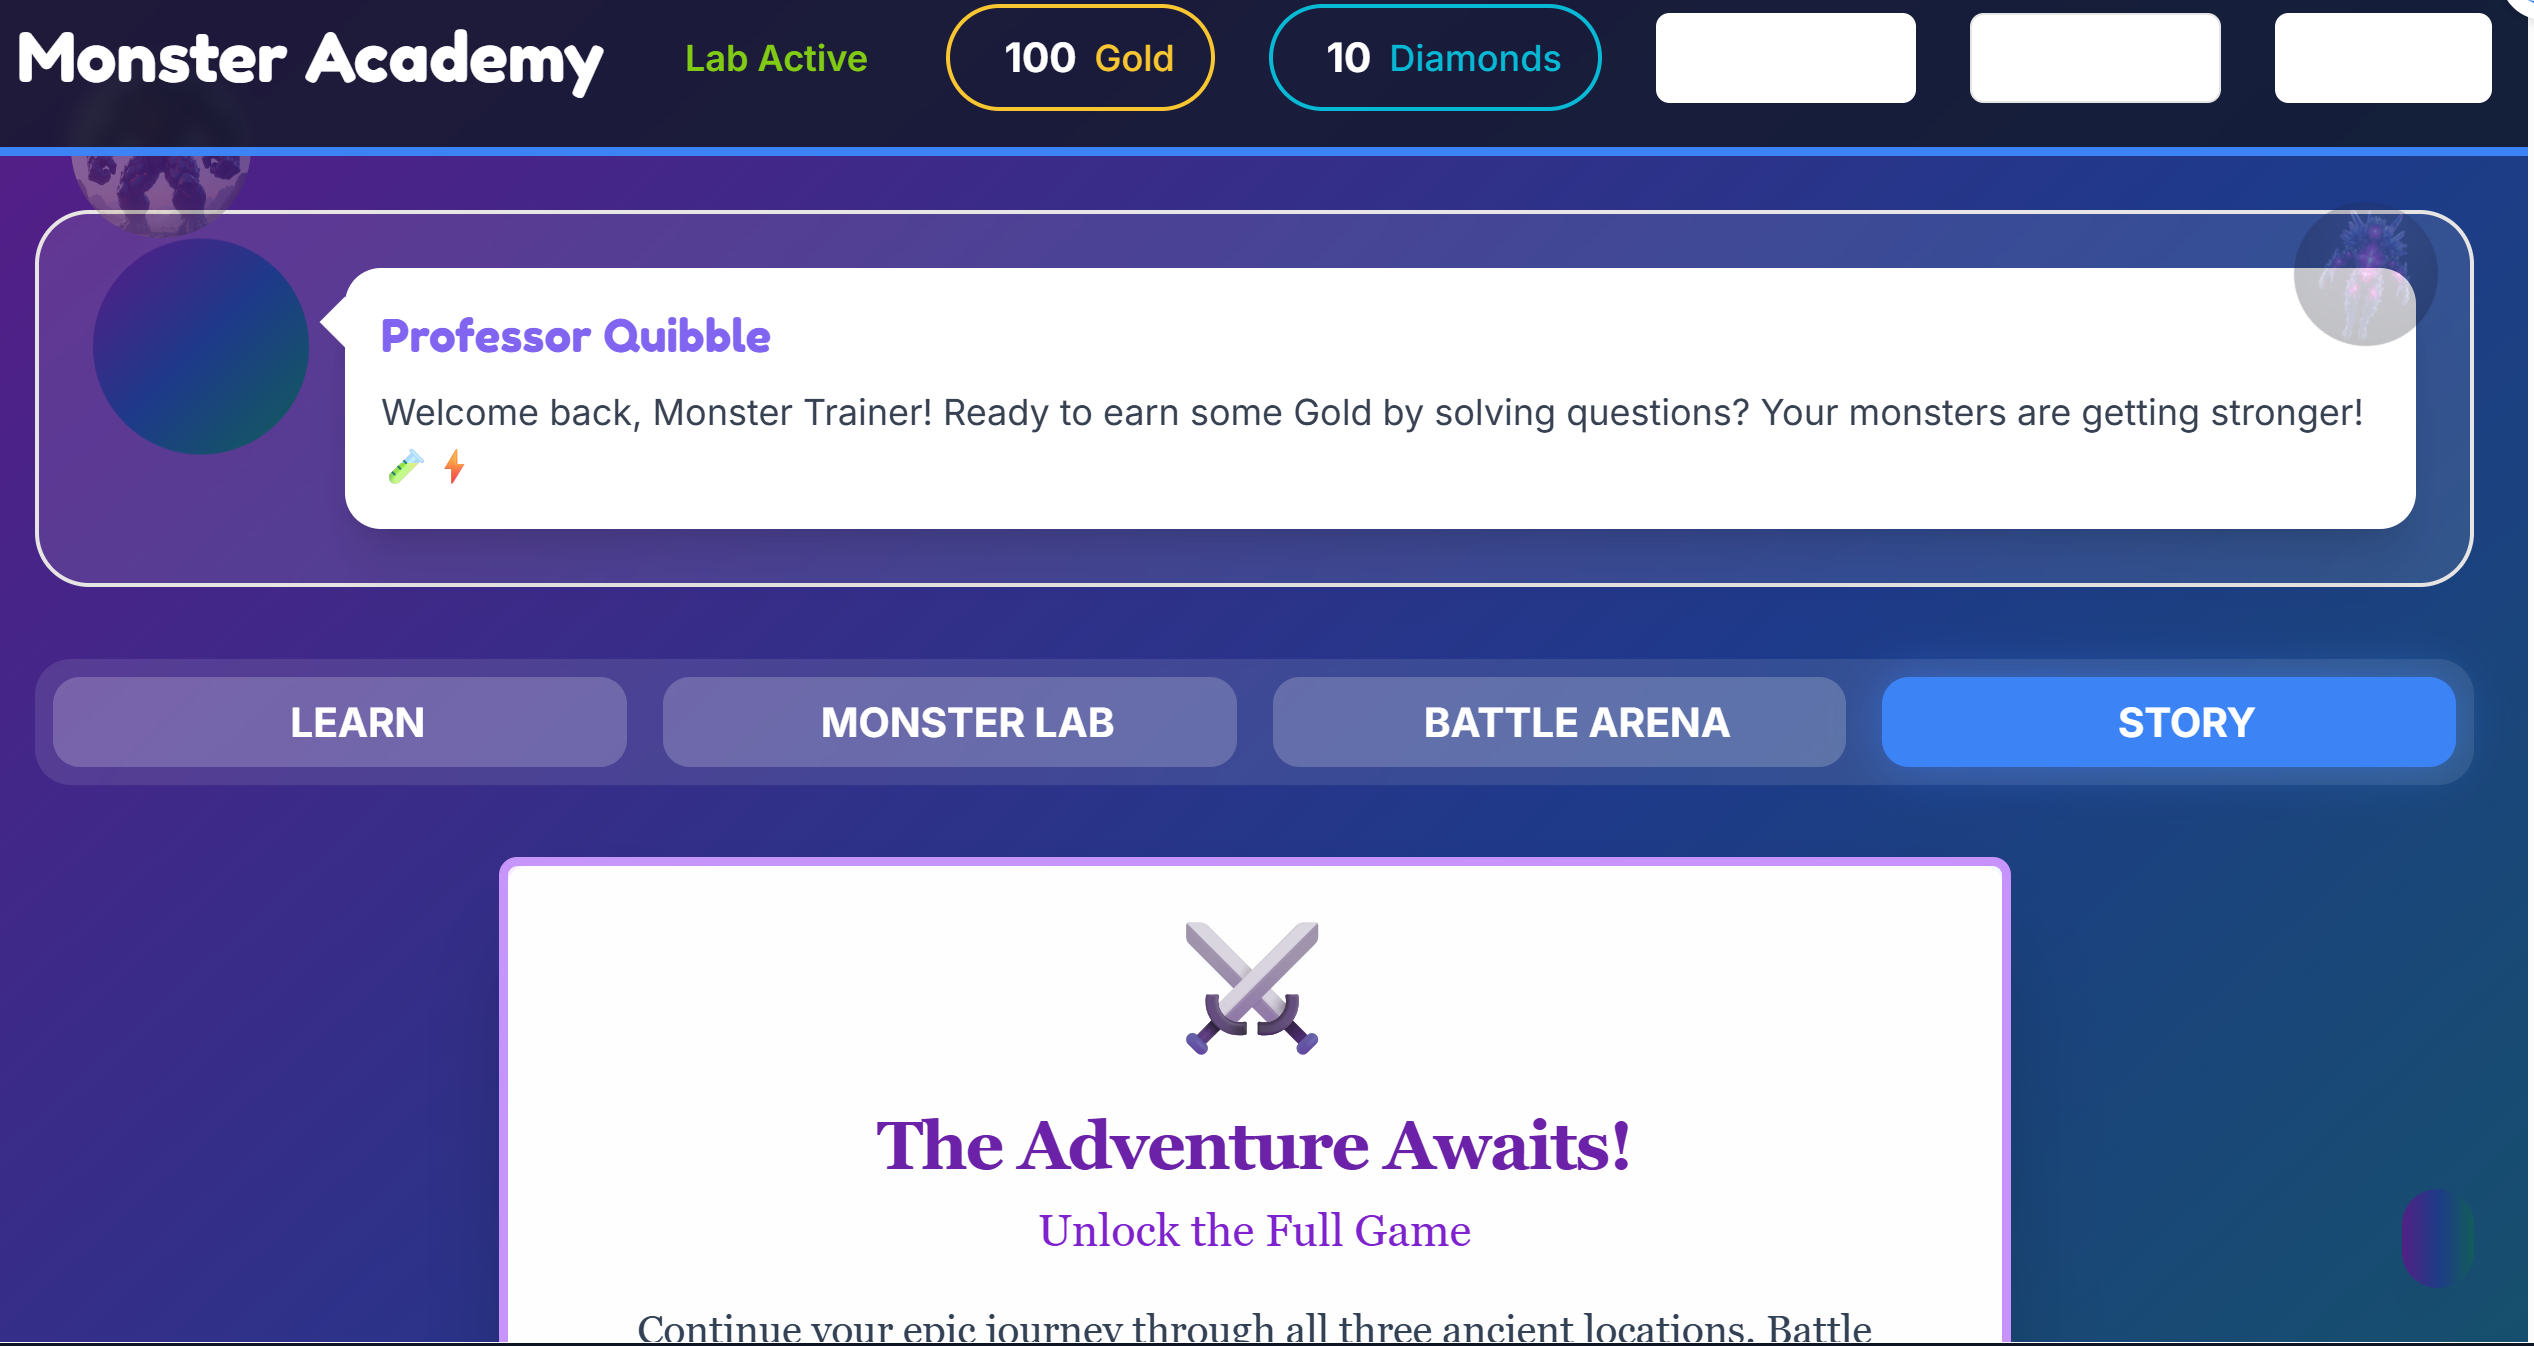 Monster Academy
Lab Active
100 Gold
10 Diamonds
Professor Quibble
Welcome back, Monster Trainer! Ready to earn some Gold by solving questions? Your monsters are getting stronger!
🧪 ⚡
LEARN
MONSTER LAB
BATTLE ARENA
STORY
The Adventure Awaits!
Unlock the Full Game
Continue your epic journey through all three ancient locations. Battle